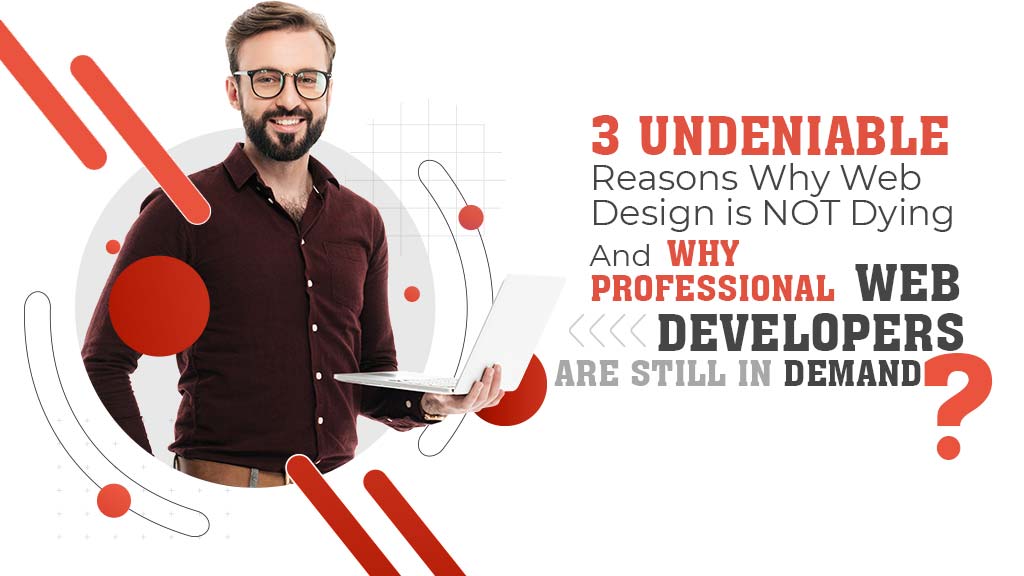 3 UNDENIABLE
Reasons Why Web
Design is NOT Dying
And WHY
PROFESSIONAL WEB
DEVELOPERS
ARE STILL IN DEMAND?